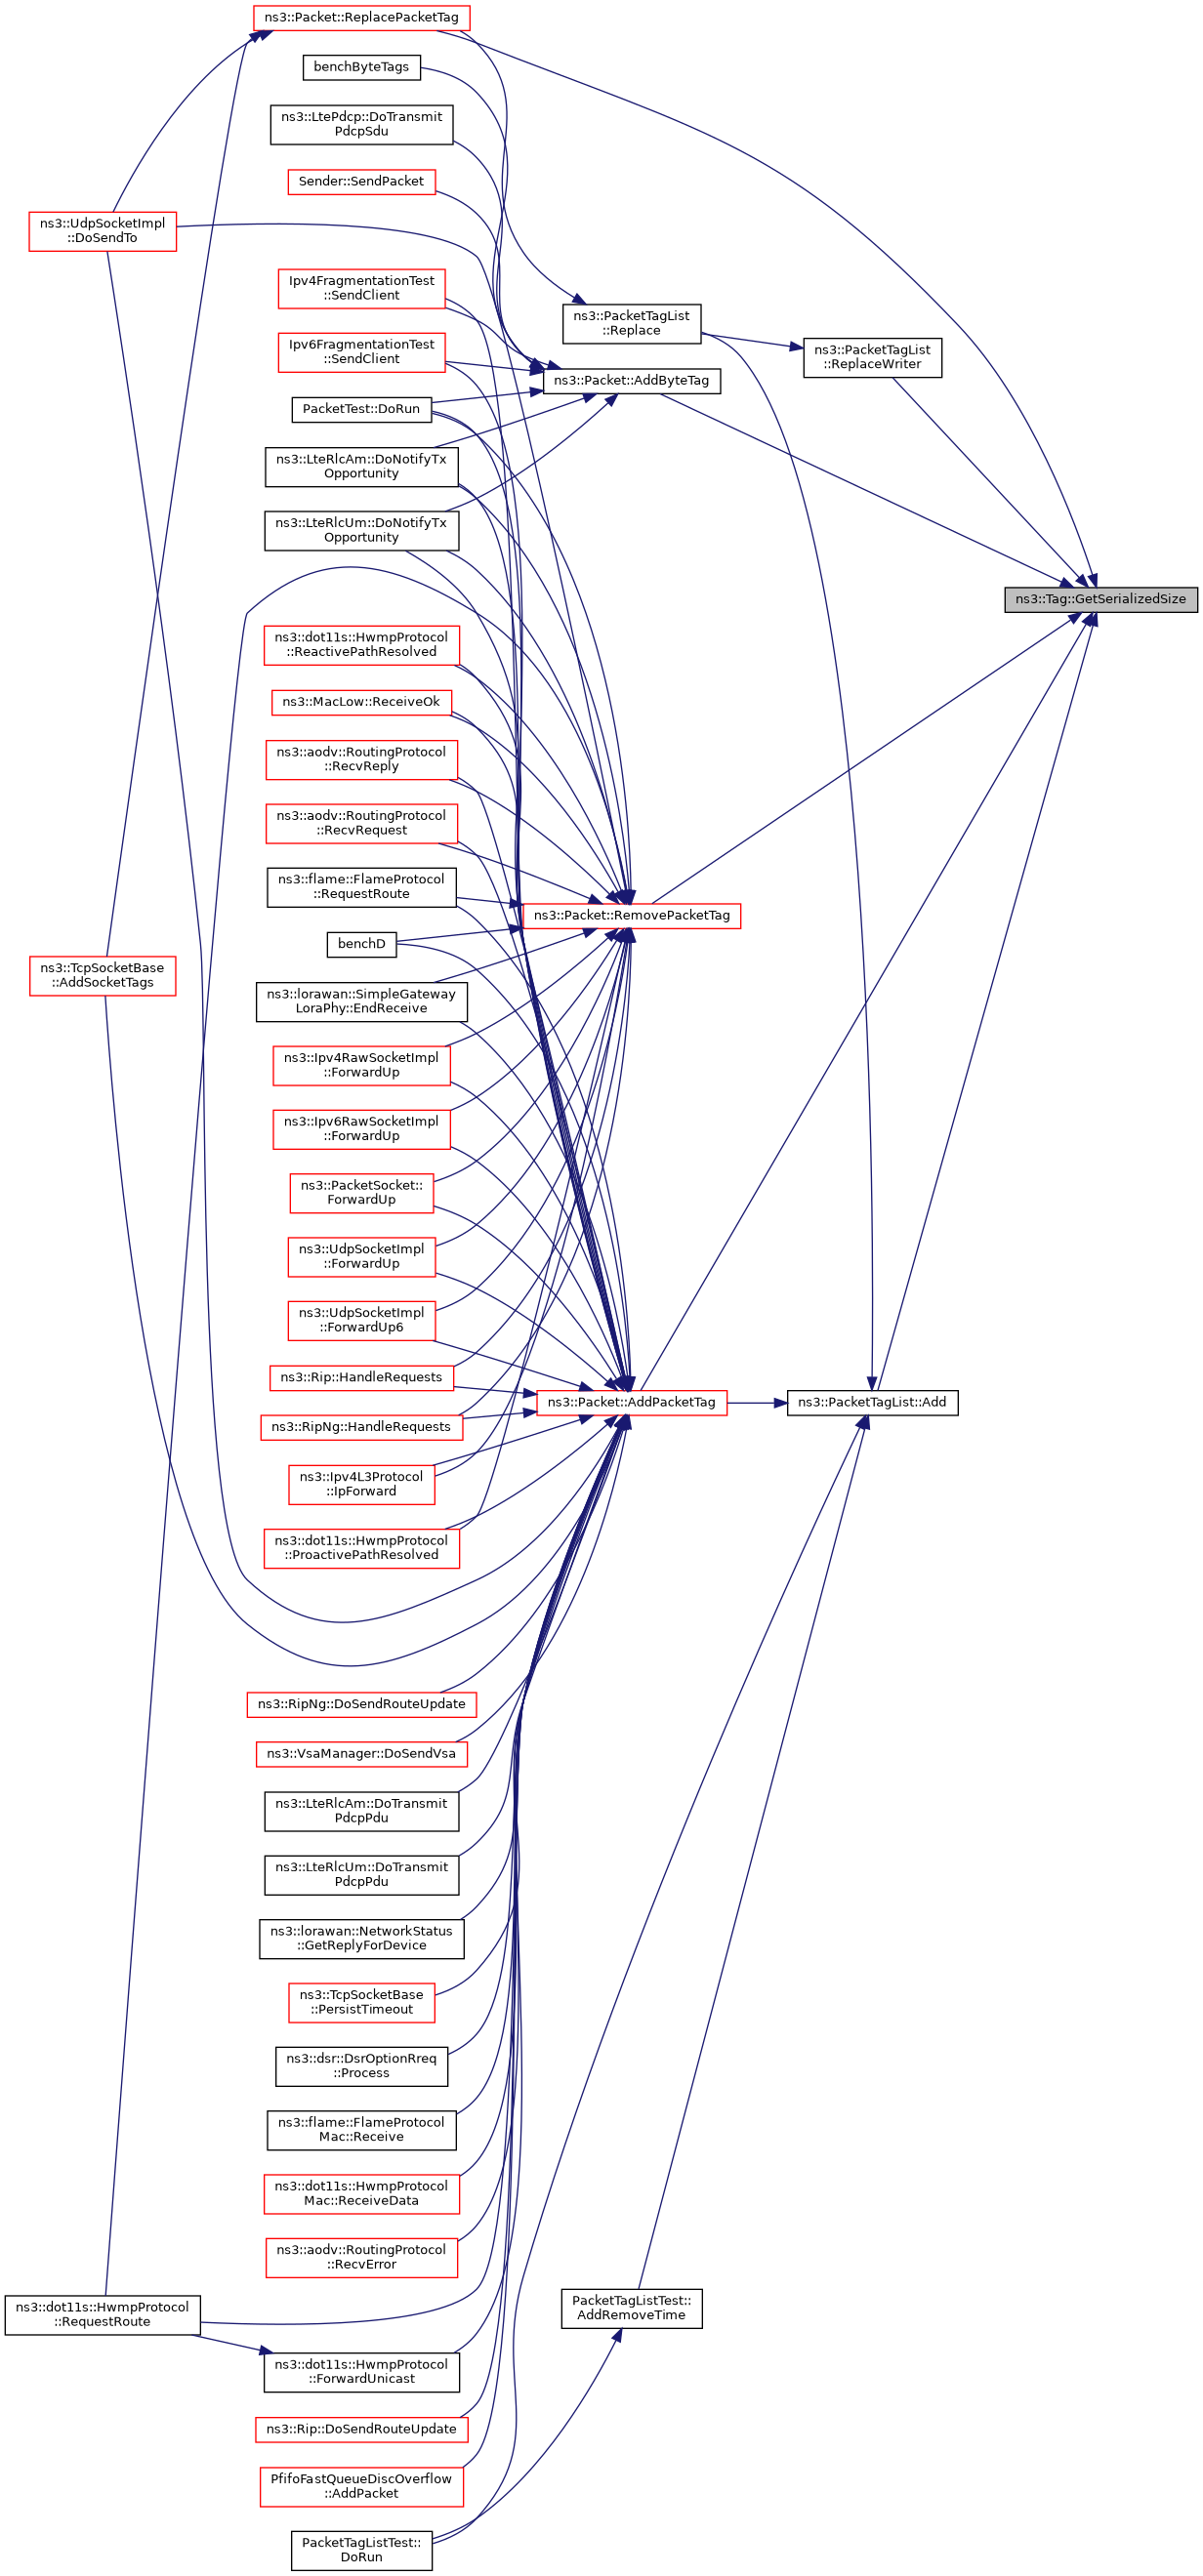 ns3::Packet::ReplacePacketTag
benchByteTags
ns3::LtePdcp::DoTransmit
PdcpSdu
Sender::SendPacket
ns3::UdpSocketImpl
::DoSendTo
Ipv4FragmentationTest
::SendClient
ns3::PacketTagList
::Replace
Ipv6FragmentationTest
::SendClient
ns3::PacketTagList
::ReplaceWriter
ns3::Packet::AddByteTag
PacketTest::DoRun
ns3::LteRlcAm::DoNotifyTx
Opportunity
ns3::LteRlcUm::DoNotifyTx
Opportunity
ns3::Tag::GetSerializedSize
ns3::dot11s::HwmpProtocol
::ReactivePathResolved
ns3::MacLow::ReceiveOk
ns3::aodv::RoutingProtocol
::RecvReply
ns3::aodv::RoutingProtocol
::RecvRequest
ns3::flame::FlameProtocol
::RequestRoute
ns3::Packet::RemovePacketTag
benchD
ns3::TcpSocketBase
::AddSocketTags
ns3::lorawan::SimpleGateway
LoraPhy::EndReceive
ns3::Ipv4RawSocketImpl
::ForwardUp
ns3::Ipv6RawSocketImpl
::ForwardUp
ns3::PacketSocket::
ForwardUp
ns3::UdpSocketImpl
::ForwardUp
ns3::UdpSocketImpl
::ForwardUp6
ns3::Rip::HandleRequests
ns3::Packet::AddPacketTag
ns3::PacketTagList::Add
ns3::RipNg::HandleRequests
ns3::Ipv4L3Protocol
::IpForward
ns3::dot11s::HwmpProtocol
::ProactivePathResolved
ns3::RipNg::DoSendRouteUpdate
ns3::VsaManager::DoSendVsa
ns3::LteRlcAm::DoTransmit
PdcpPdu
ns3::LteRlcUm::DoTransmit
PdcpPdu
ns3::lorawan::NetworkStatus
::GetReplyForDevice
ns3::TcpSocketBase
::PersistTimeout
ns3::dsr::DsrOptionRreq
::Process
ns3::flame::FlameProtocol
Mac::Receive
ns3::dot11s::HwmpProtocol
Mac::ReceiveData
ns3::aodv::RoutingProtocol
::RecvError
ns3::dot11s::HwmpProtocol
::RequestRoute
PacketTagListTest::
AddRemoveTime
ns3::dot11s::HwmpProtocol
::ForwardUnicast
ns3::Rip::DoSendRouteUpdate
PfifoFastQueueDiscOverflow
::AddPacket
PacketTagListTest::
DoRun